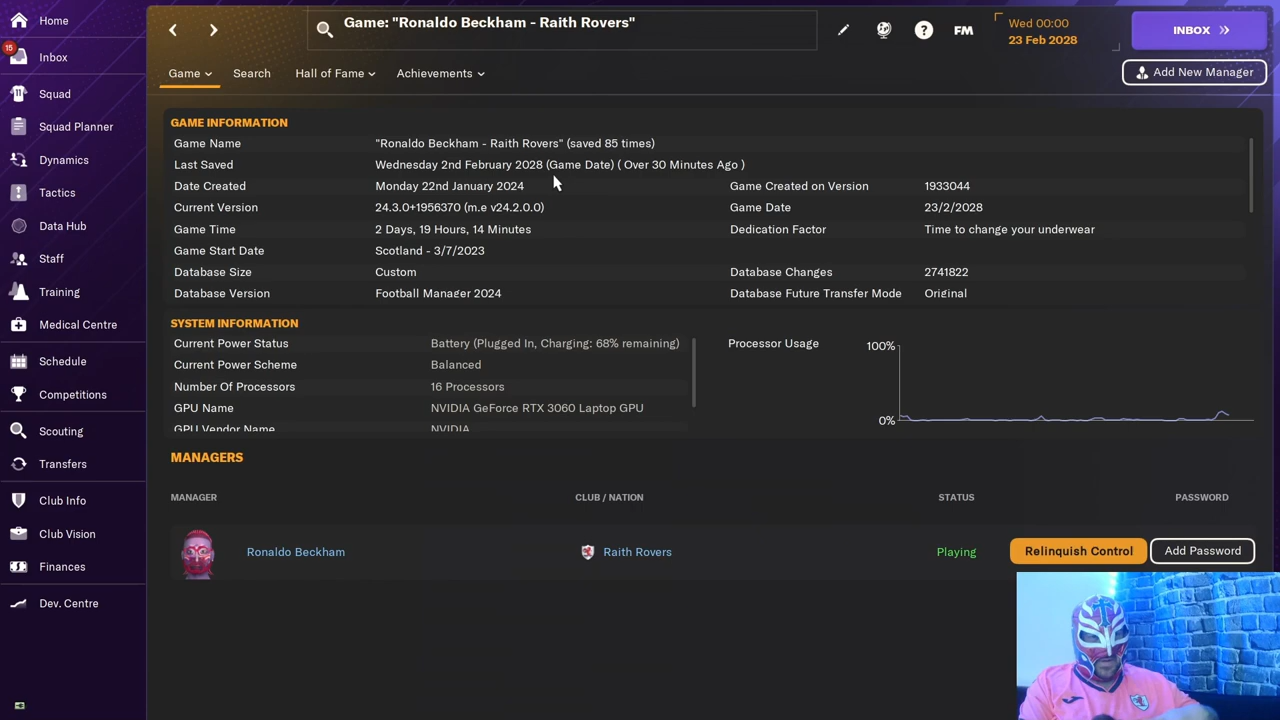 Home
15
Inbox
Squad
Squad Planner
Dynamics
Tactics
Data Hub
Staff
Training
Medical Centre
Schedule
Competitions
Scouting
Transfers
Club Info
Club Vision
Finances
Dev. Centre
Game: "Ronaldo Beckham - Raith Rovers"
? FM
Wed 00:00
23 Feb 2028
INBOX
Game Search Hall of Fame Achievements
Add New Manager
GAME INFORMATION
Game Name "Ronaldo Beckham - Raith Rovers" (saved 85 times)
Last Saved Wednesday 2nd February 2028 (Game Date) ( Over 30 Minutes Ago )
Date Created Monday 22nd January 2024 Game Created on Version 1933044
Current Version 24.3.0+1956370 (m.e v24.2.0.0) Game Date 23/2/2028
Game Time 2 Days, 19 Hours, 14 Minutes Dedication Factor Time to change your underwear
Game Start Date Scotland - 3/7/2023
Database Size Custom Database Changes 2741822
Database Version Football Manager 2024 Database Future Transfer Mode Original
SYSTEM INFORMATION
Current Power Status Battery (Plugged In, Charging: 68% remaining) Processor Usage 100%
Current Power Scheme Balanced
Number Of Processors 16 Processors
GPU Name NVIDIA GeForce RTX 3060 Laptop GPU
0%
GPU Vendor Name NVIDIA
MANAGERS
MANAGER CLUB / NATION STATUS PASSWORD
Ronaldo Beckham Raith Rovers Playing Relinquish Control Add Password